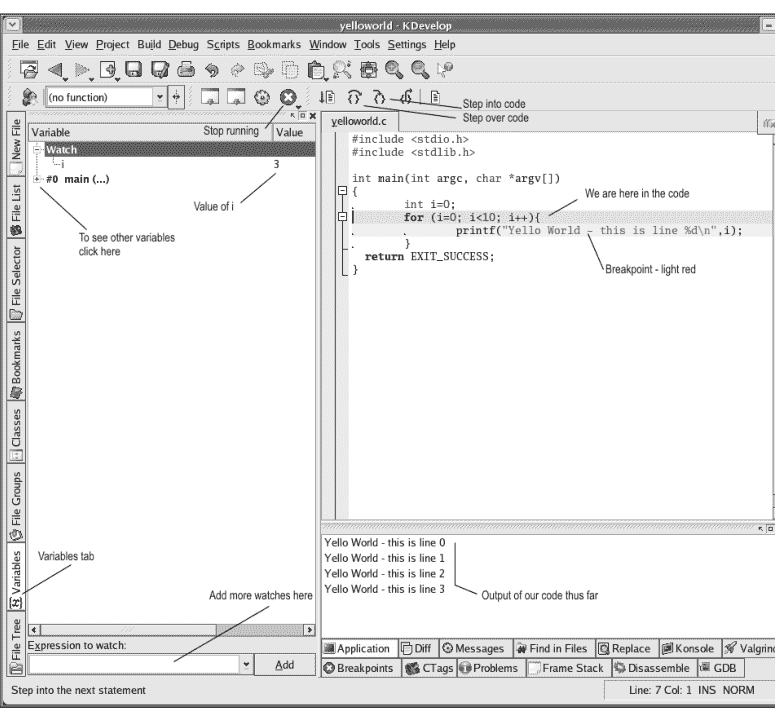 yelloworld - KDevelop
File Edit View Project Build Debug Scripts Bookmarks Window Tools Settings Help
(no function)
Step into code
Step over code
Stop running
Variable Value
Watch
i 3
#0 main (...)
Value of i
To see other variables
click here
Variables tab
Add more watches here
Expression to watch:
Add
New File
File List
File Selector
Bookmarks
Classes
File Groups
Variables
File Tree
yelloworld.c
#include <stdio.h>
#include <stdlib.h>
int main(int argc, char *argv[])
{
int i=0;
for (i=0; i<10; i++){
printf("Yello World - this is line %d\n",i);
}
return EXIT_SUCCESS;
}
We are here in the code
Breakpoint - light red
Yello World - this is line 0
Yello World - this is line 1
Yello World - this is line 2
Yello World - this is line 3
Output of our code thus far
Application Diff Messages Find in Files Replace Konsole Valgrind
Breakpoints CTags Problems Frame Stack Disassemble GDB
Step into the next statement
Line: 7 Col: 1 INS NORM